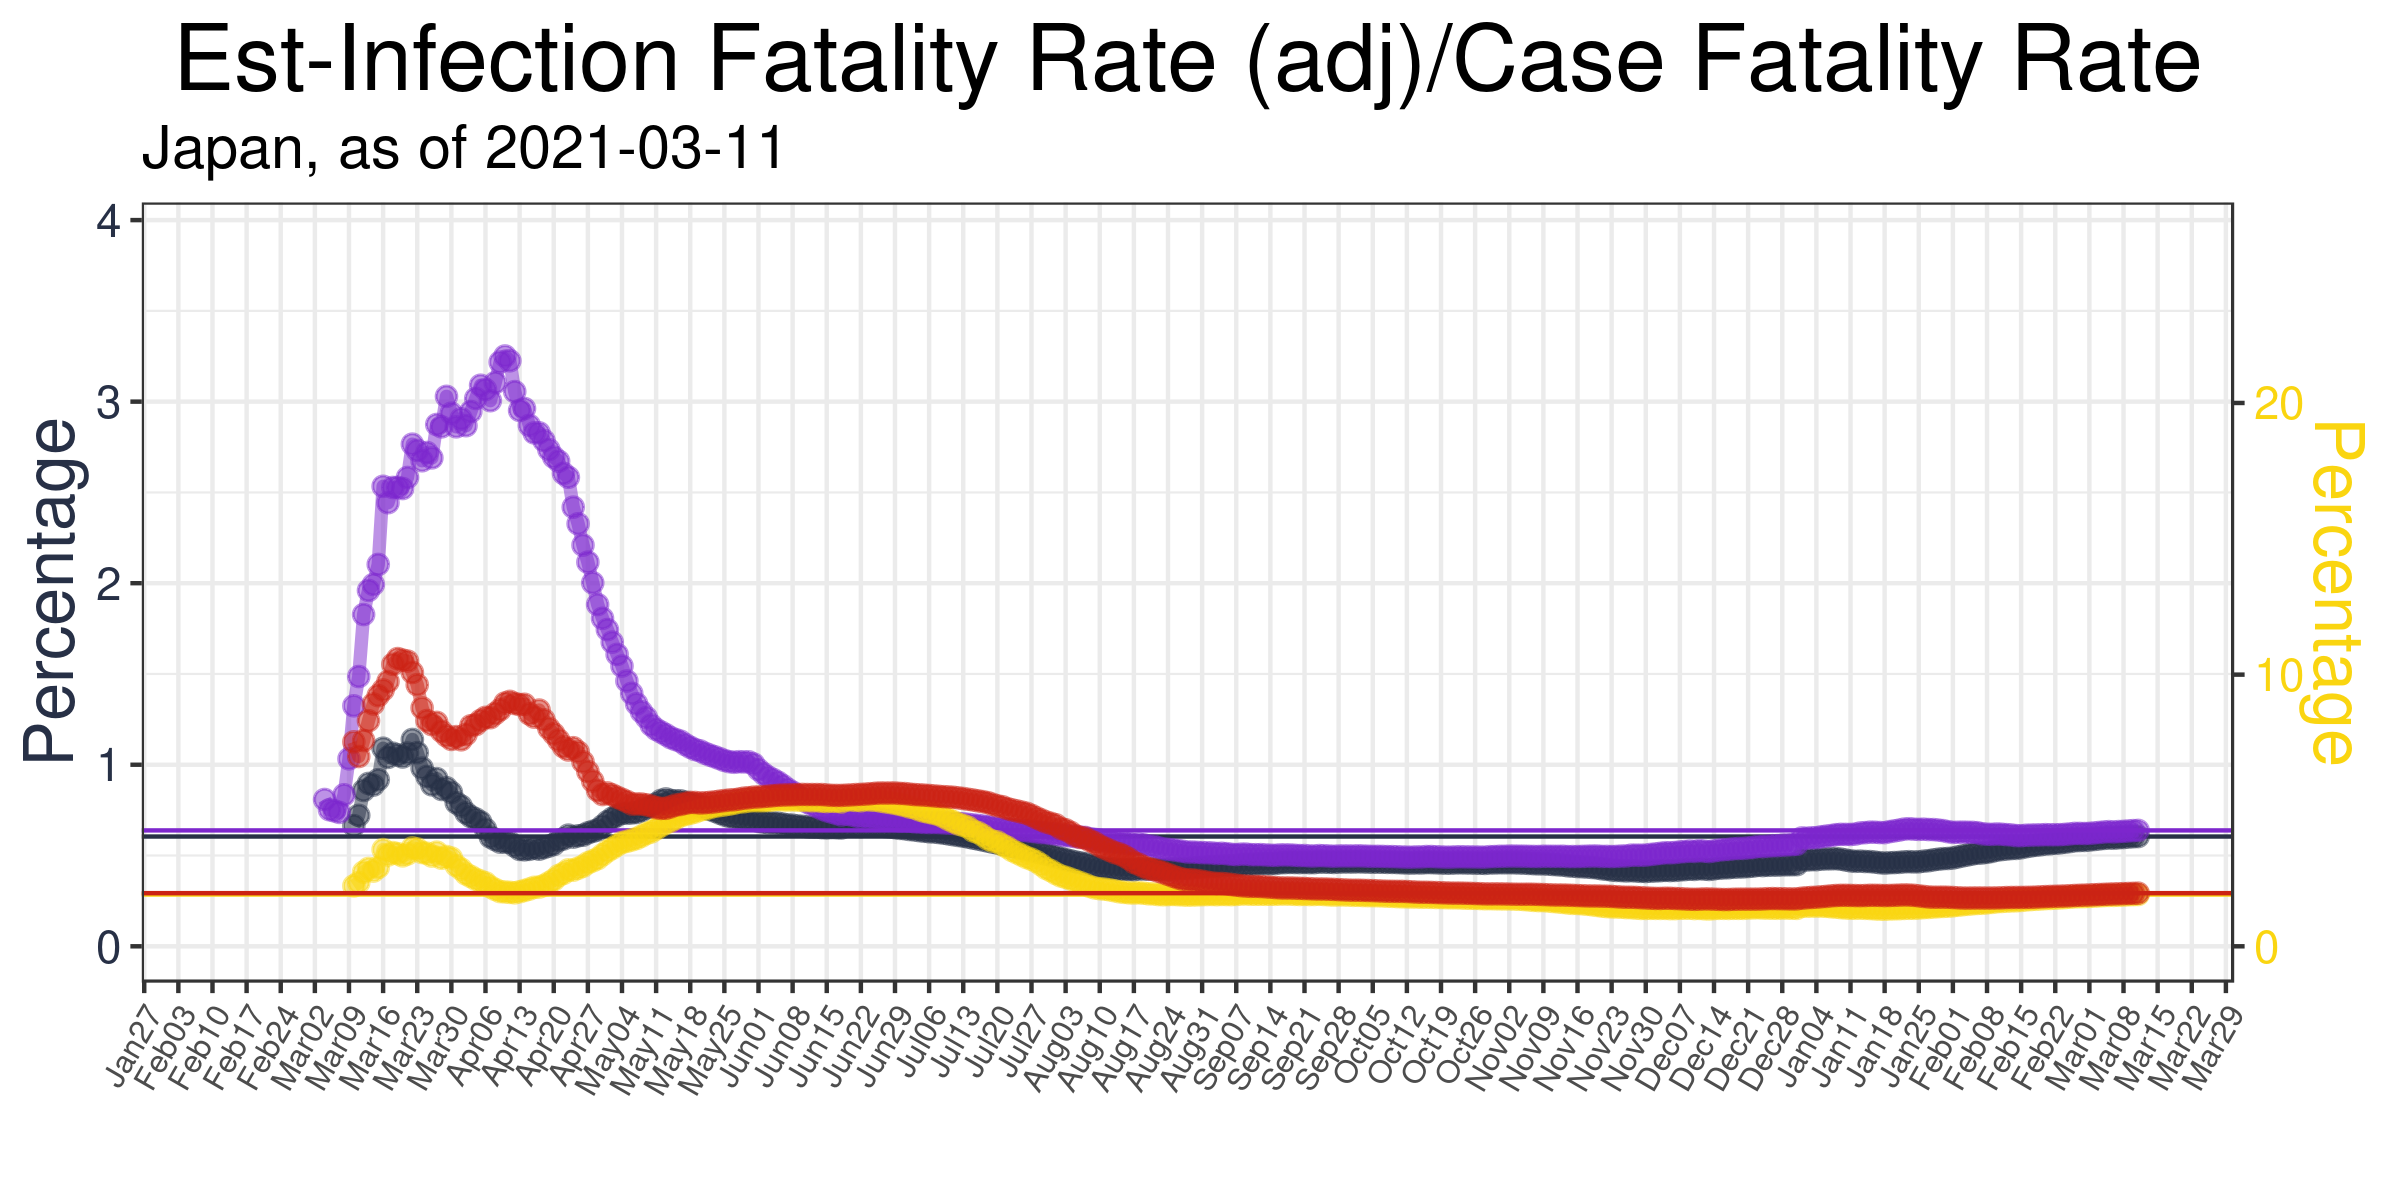 Est-Infection Fatality Rate (adj)/Case Fatality Rate
Japan, as of 2021-03-11
Percentage
4
3
2
1
0
20
10
0
Percentage
Jan27
Feb03
Feb10
Feb17
Feb24
Mar02
Mar09
Mar16
Mar23
Mar30
Apr06
Apr13
Apr20
Apr27
May04
May11
May18
May25
Jun01
Jun08
Jun15
Jun22
Jun29
Jul06
Jul13
Jul20
Jul27
Aug03
Aug10
Aug17
Aug24
Aug31
Sep07
Sep14
Sep21
Sep28
Oct05
Oct12
Oct19
Oct26
Nov02
Nov09
Nov16
Nov23
Nov30
Dec07
Dec14
Dec21
Dec28
Jan04
Jan11
Jan18
Jan25
Feb01
Feb08
Feb15
Feb22
Mar01
Mar08
Mar15
Mar22
Mar29